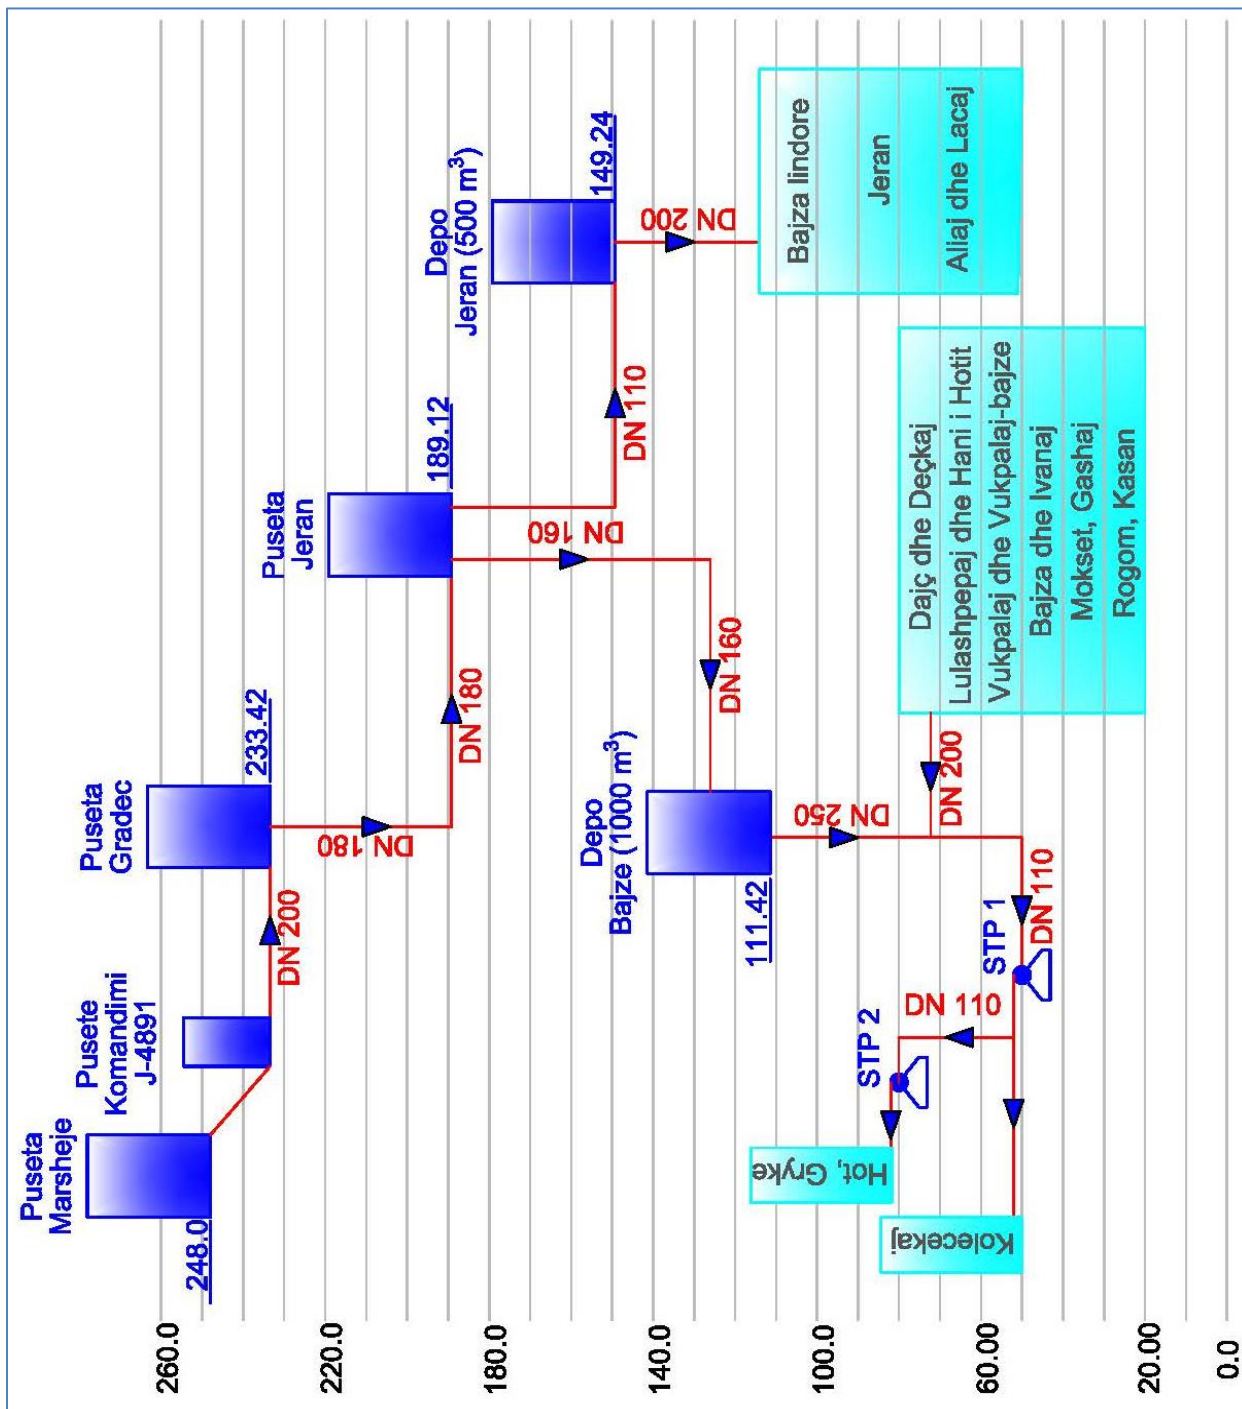 Puseta
Marsheje
248.0
Pusete
Komandimi
J-4891
DN 200
Puseta
Gradec
233.42
DN 180
DN 180
Puseta
Jeran
189.12
DN 160
DN 160
DN 110
Depo
Jeran (500 m³)
149.24
DN 200
Bajza lindore
Jeran
Aliaj dhe Lacaj
Depo
Bajze (1000 m³)
111.42
DN 250
DN 200
Dajç dhe Deçkaj
Lulashpepaj dhe Hani i Hotit
Vukpalaj dhe Vukpalaj-bajze
Bajza dhe Ivanaj
Mokset, Gashaj
Rogom, Kasan
DN 110
STP 1
DN 110
STP 2
Hot, Gryke
Kolecekaj
260.0
220.0
180.0
140.0
100.0
60.00
20.00
0.0